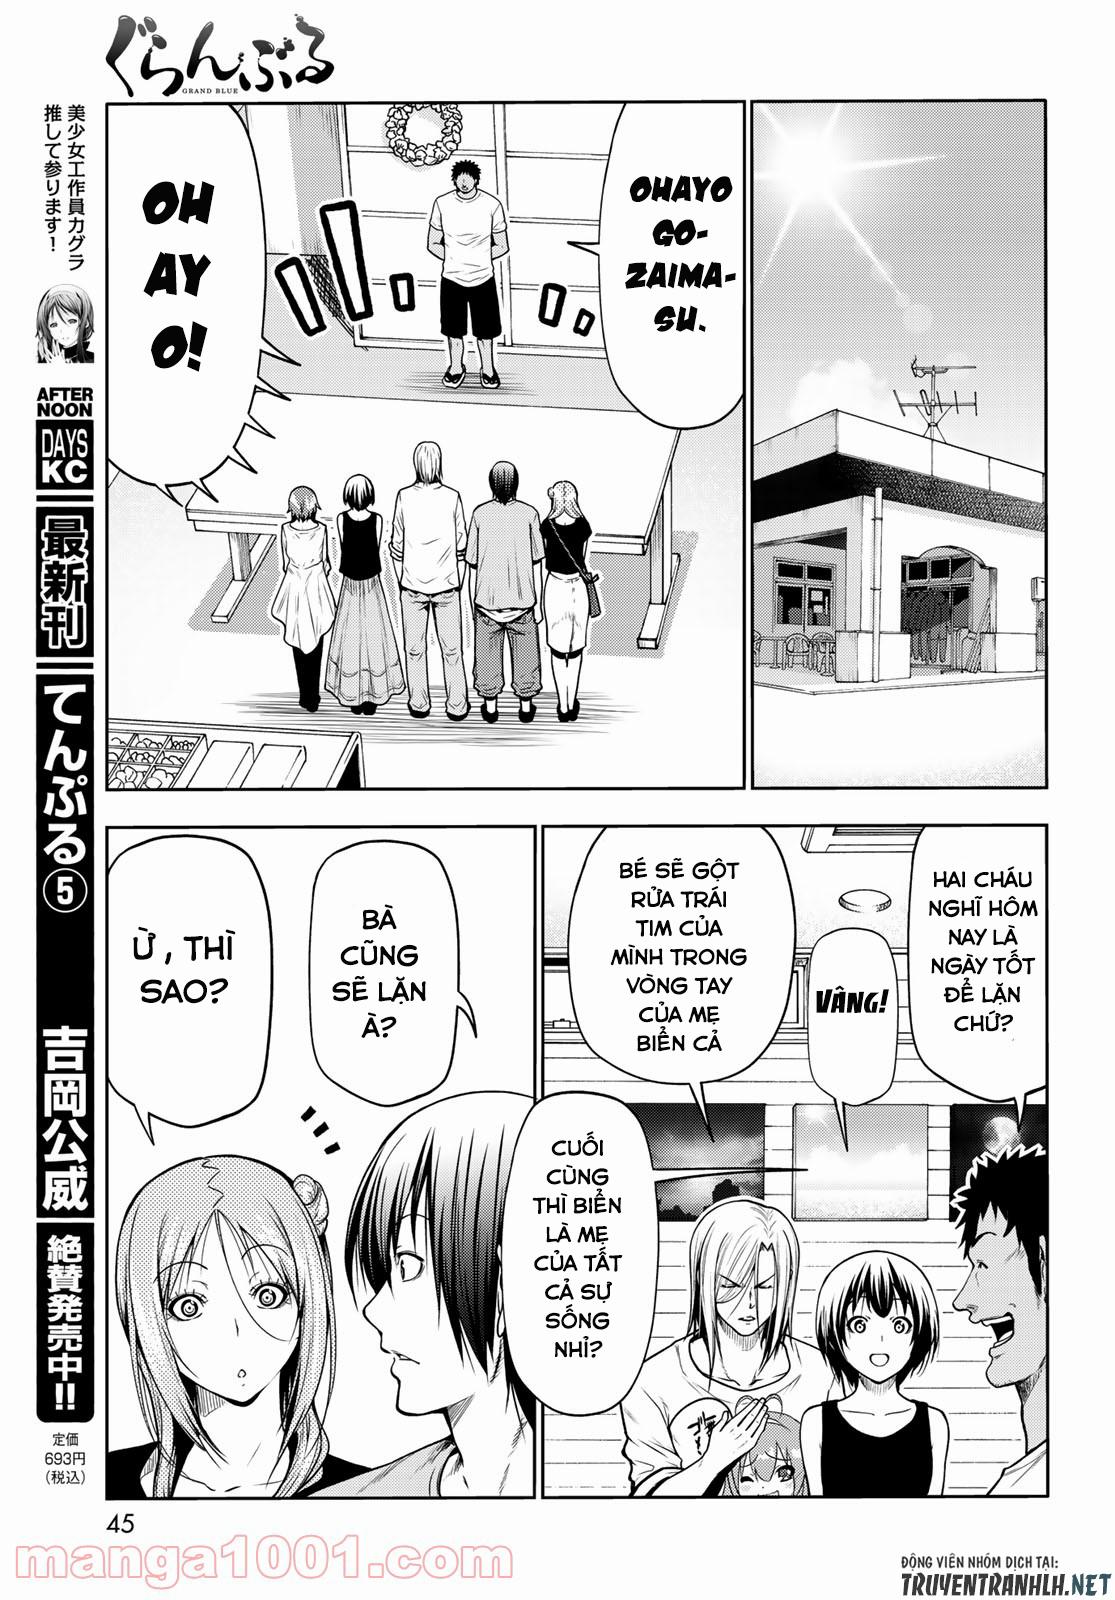 ぐらんぶる
GRAND BLUE
美少女工作員カグラ
推して参ります！
AFTER
NOON
DAYS
KC
最新刊
てんぷる⑤
吉岡公威
絶賛発売中!!
定価
693円
(税込)
OHAYO
GO-
ZAIMA-
SU.
OH
AY
O!
HAI CHÁU
NGHĨ HÔM
NAY LÀ
NGÀY TỐT
ĐỂ LẶN
CHỨ?
VÂNG!
BÉ SẼ GỘT
RỬA TRÁI
TIM CỦA
MÌNH TRONG
VÒNG TAY
CỦA MẸ
BIỂN CẢ
CUỐI
CÙNG
THÌ BIỂN
LÀ MẸ
CỦA TẤT
CẢ SỰ
SỐNG
NHỈ?
BÀ
CŨNG
SẼ LẶN
À?
Ừ , THÌ
SAO?
45
manga1001.com
ĐỘNG VIÊN NHÓM DỊCH TẠI:
TRUYENTRANHLH.NET